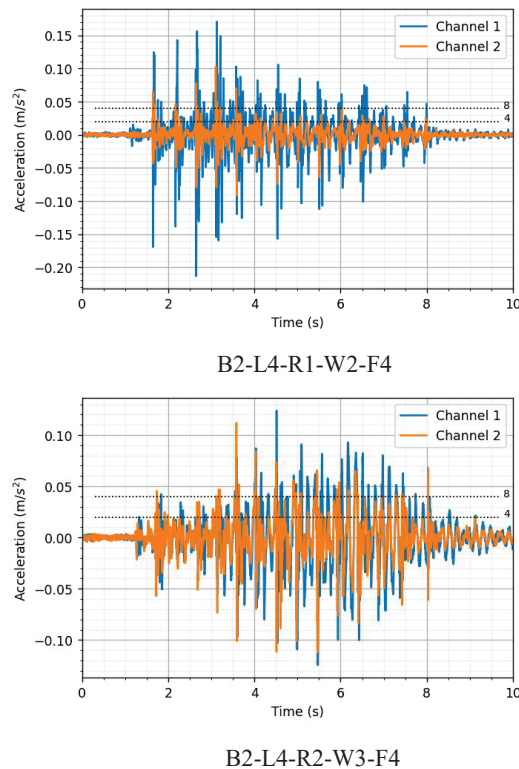 0.15
0.10
0.05
0.00
−0.05
−0.10
−0.15
−0.20
Acceleration (m/s²)
Channel 1
Channel 2
8
4
0 2 4 6 8 10
Time (s)
B2-L4-R1-W2-F4
0.10
0.05
0.00
−0.05
−0.10
Acceleration (m/s²)
Channel 1
Channel 2
8
4
0 2 4 6 8 10
Time (s)
B2-L4-R2-W3-F4